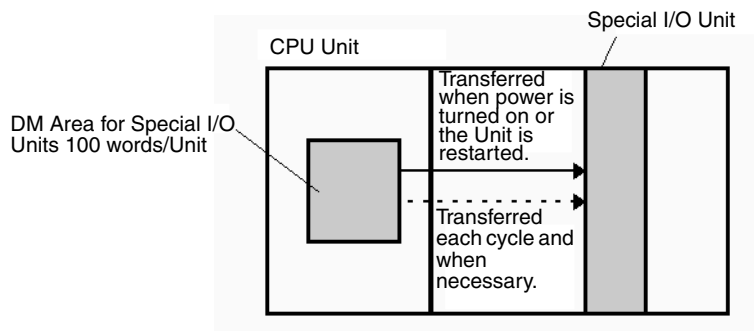 Special I/O Unit
CPU Unit
Transferred
when power is
turned on or
the Unit is
restarted.
DM Area for Special I/O
Units 100 words/Unit
Transferred
each cycle and
when
necessary.